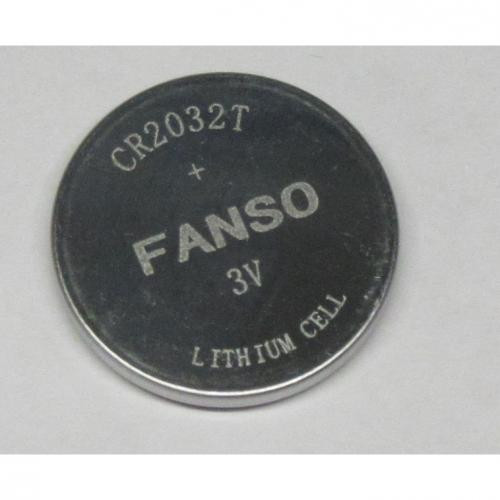 CR2032T
+
FANSO
3V
LITHIUM CELL